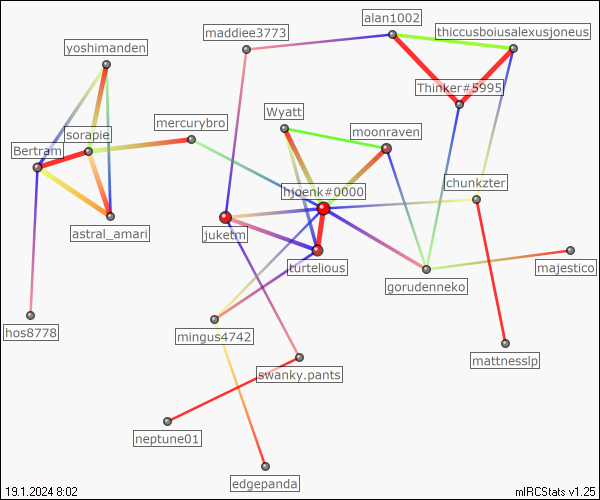 alan1002
maddiee3773
thiccusboiusalexusjoneus
yoshimanden
Thinker#5995
Wyatt
mercurybro
moonraven
sorapie
Bertram
chunkzter
hjoenk#0000
astral_amari
juketm
turtelious
majestico
gorudenneko
hos8778
mingus4742
mattnesslp
swanky.pants
neptune01
edgepanda
19.1.2024 8:02
mIRCStats v1.25